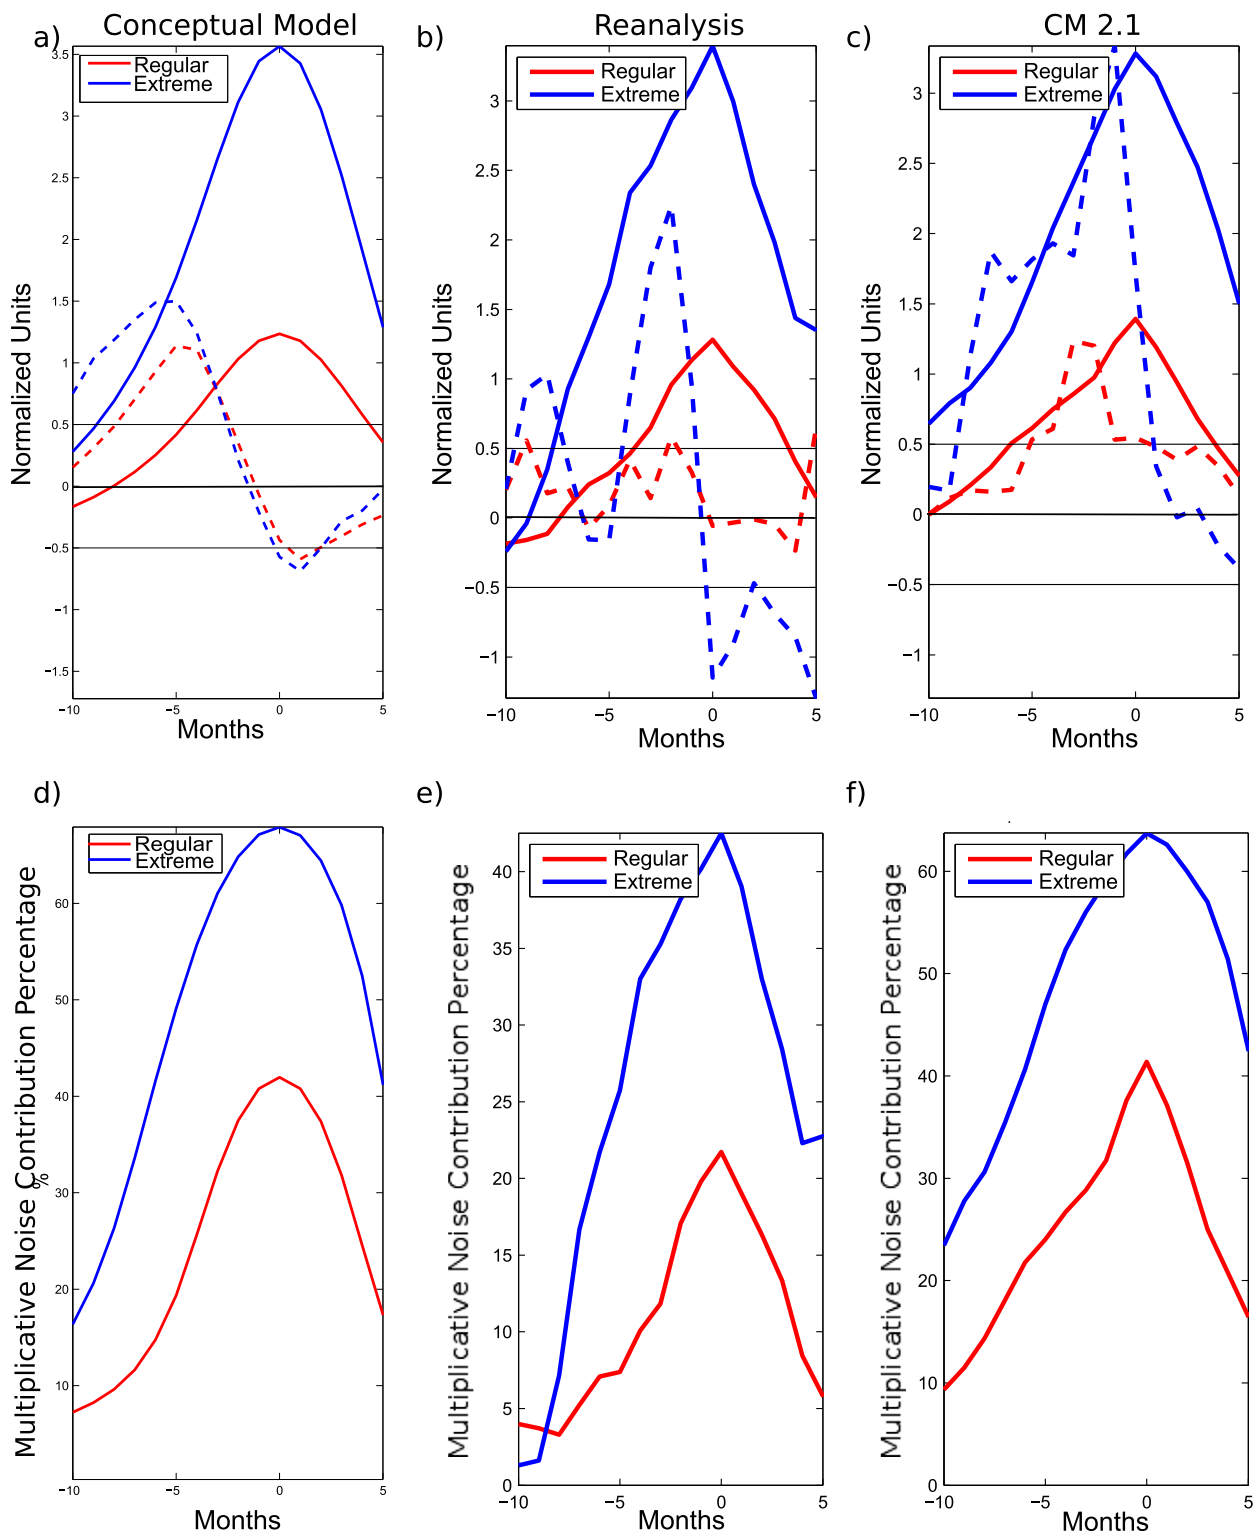 Conceptual Model
Reanalysis
CM 2.1
a)
b)
c)
Regular
Extreme
Regular
Extreme
Regular
Extreme
3.5
3
2.5
2
1.5
1
0.5
0
−0.5
−1
−1.5
Normalized Units
−10
−5
0
5
Months
3
2.5
2
1.5
1
0.5
0
−0.5
−1
Normalized Units
−10
−5
0
5
Months
3
2.5
2
1.5
1
0.5
0
−0.5
−1
Normalized Units
−10
−5
0
5
Months
d)
e)
f)
Regular
Extreme
Regular
Extreme
Regular
Extreme
60
50
40
30
20
10
Multiplicative Noise Contribution Percentage
%
−10
−5
0
5
Months
40
35
30
25
20
15
10
5
0
Multiplicative Noise Contribution Percentage
−10
−5
0
5
Months
60
50
40
30
20
10
0
Multiplicative Noise Contribution Percentage
−10
−5
0
5
Months